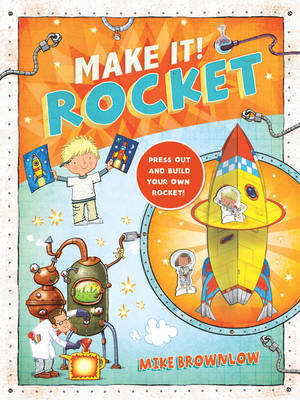 MAKE IT!
ROCKET
PRESS OUT
AND BUILD
YOUR OWN
ROCKET!
MIKE BROWNLOW